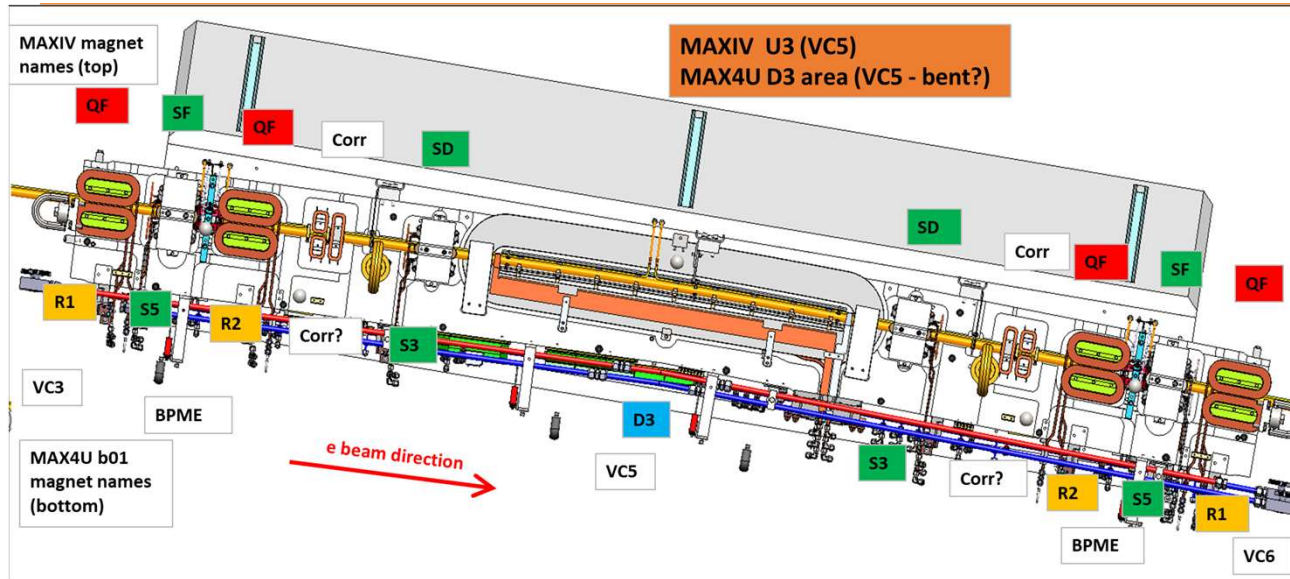 MAXIV magnet
names (top)
MAXIV U3 (VC5)
MAX4U D3 area (VC5 - bent?)
QF
SF
QF
Corr
SD
SD
Corr
QF
SF
QF
R1
S5
R2
Corr?
S3
VC3
BPME
D3
e beam direction
VC5
S3
Corr?
R2
S5
R1
MAX4U b01
magnet names
(bottom)
BPME
VC6